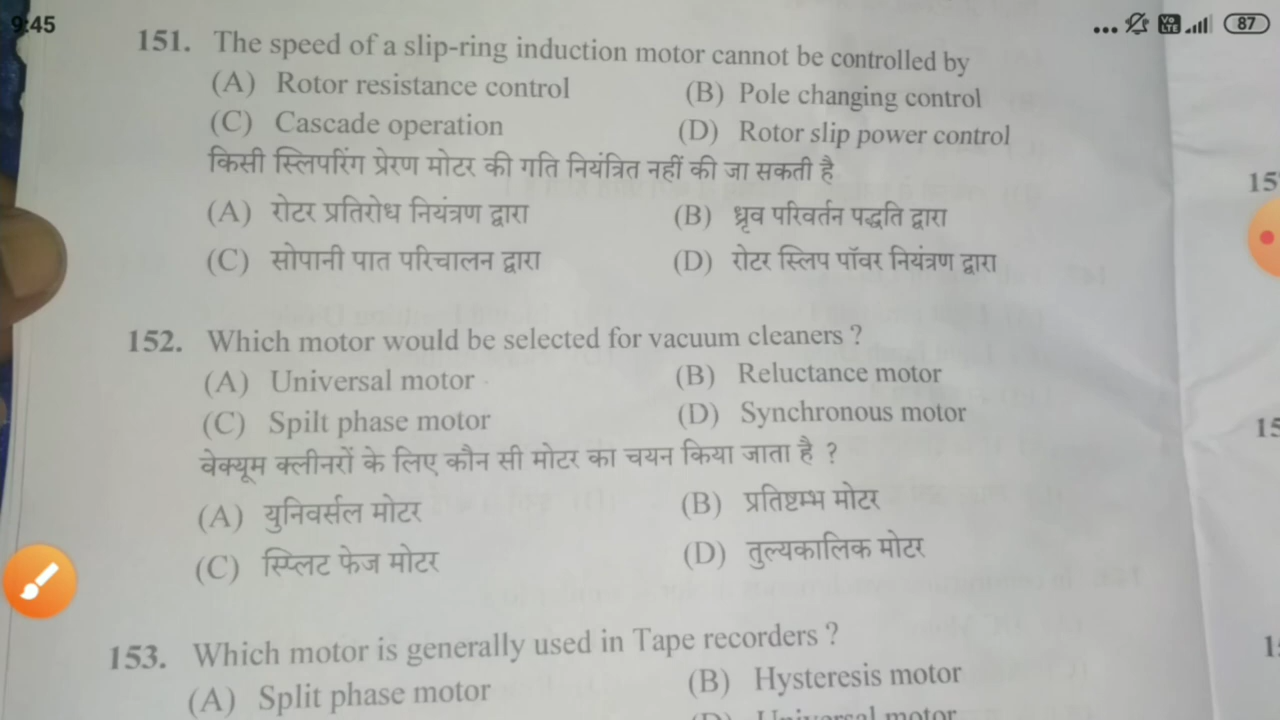 9:45
87
151. The speed of a slip-ring induction motor cannot be controlled by
(A) Rotor resistance control (B) Pole changing control
(C) Cascade operation (D) Rotor slip power control
किसी स्लिपरिंग प्रेरण मोटर की गति नियंत्रित नहीं की जा सकती है
(A) रोटर प्रतिरोध नियंत्रण द्वारा (B) ध्रृव परिवर्तन पद्धति द्वारा
(C) सोपानी पात परिचालन द्वारा (D) रोटर स्लिप पॉवर नियंत्रण द्वारा
152. Which motor would be selected for vacuum cleaners ?
(A) Universal motor (B) Reluctance motor
(C) Spilt phase motor (D) Synchronous motor
वेक्यूम क्लीनरों के लिए कौन सी मोटर का चयन किया जाता है ?
(A) युनिवर्सल मोटर (B) प्रतिष्टम्भ मोटर
(C) स्प्लिट फेज मोटर (D) तुल्यकालिक मोटर
153. Which motor is generally used in Tape recorders ?
(A) Split phase motor (B) Hysteresis motor
(D) Universal motor